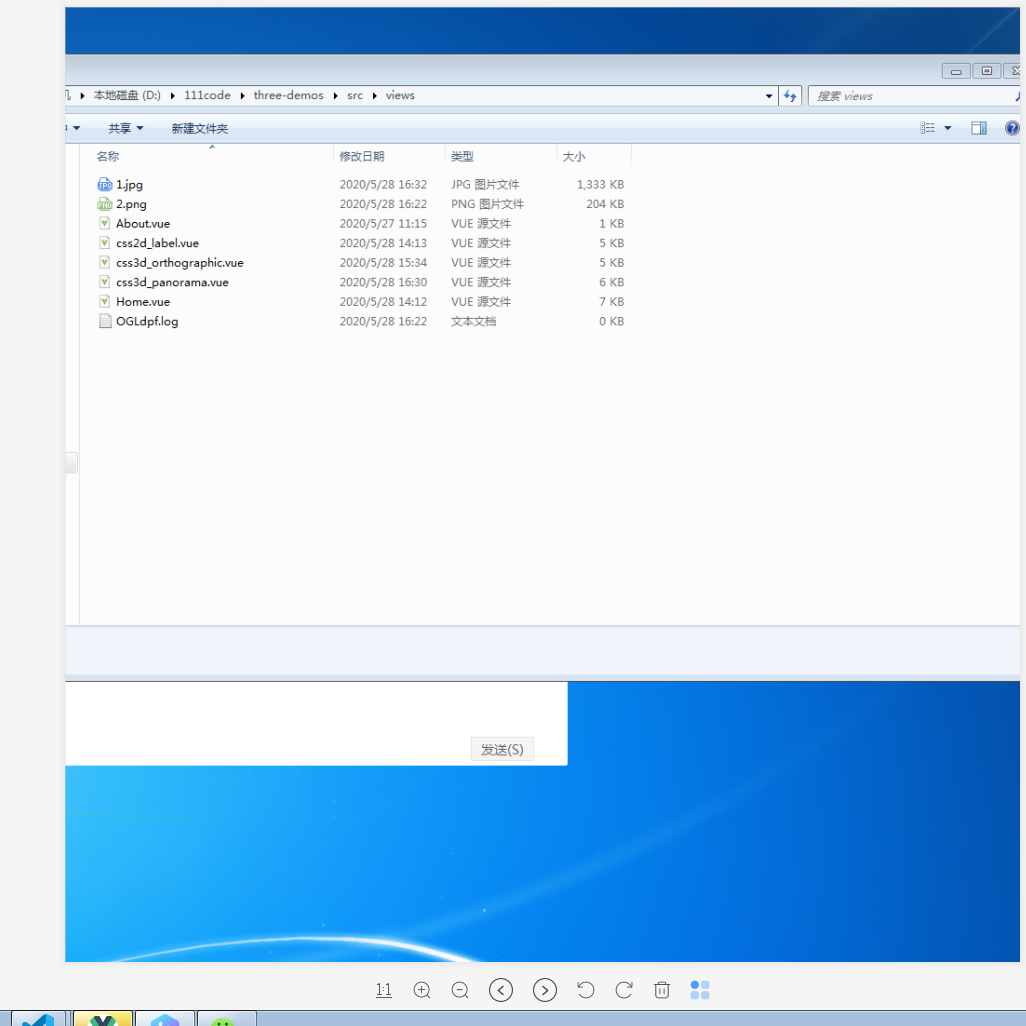 本地磁盘 (D:) 111code three-demos src views 搜索 views
共享 新建文件夹
名称 修改日期 类型 大小
1.jpg 2020/5/28 16:32 JPG 图片文件 1,333 KB
2.png 2020/5/28 16:22 PNG 图片文件 204 KB
About.vue 2020/5/27 11:15 VUE 源文件 1 KB
css2d_label.vue 2020/5/28 14:13 VUE 源文件 5 KB
css3d_orthographic.vue 2020/5/28 15:34 VUE 源文件 5 KB
css3d_panorama.vue 2020/5/28 16:30 VUE 源文件 6 KB
Home.vue 2020/5/28 14:12 VUE 源文件 7 KB
OGLdpf.log 2020/5/28 16:22 文本文档 0 KB
发送(S)
1:1